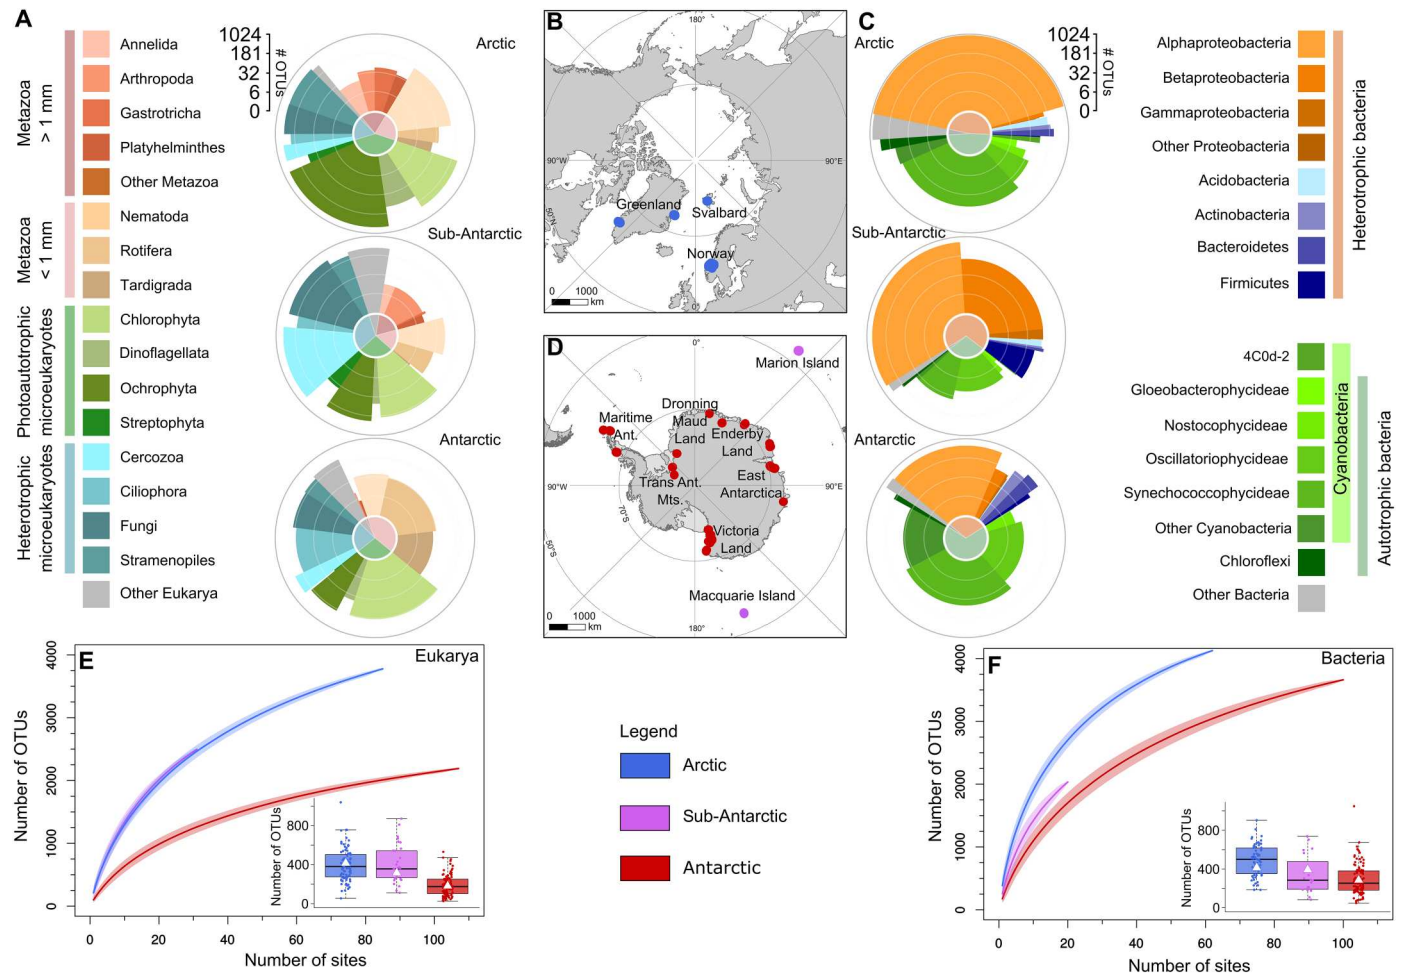 A
Metazoa
> 1 mm
Metazoa
< 1 mm
Photoautotrophic
microeukaryotes
Heterotrophic
microeukaryotes
Annelida
Arthropoda
Gastrotricha
Platyhelminthes
Other Metazoa
Nematoda
Rotifera
Tardigrada
Chlorophyta
Dinoflagellata
Ochrophyta
Streptophyta
Cercozoa
Ciliophora
Fungi
Stramenopiles
Other Eukarya
1024
181
32
6
0
# OTUs
Arctic
Sub-Antarctic
Antarctic
B
180°
90°W
90°E
50°N
0°
Greenland
Svalbard
Norway
0 1000
km
D
0°
Marion Island
Dronning
Maud
Land
Maritime
Ant.
Enderby
Land
East
Antarctica
Trans Ant.
Mts.
90°W
90°E
70°S
50°S
Victoria
Land
Macquarie Island
0 1000
km
180°
C
Arctic
Sub-Antarctic
Antarctic
1024
181
32
6
0
# OTUs
Alphaproteobacteria
Betaproteobacteria
Gammaproteobacteria
Other Proteobacteria
Acidobacteria
Actinobacteria
Bacteroidetes
Firmicutes
Heterotrophic bacteria
4C0d-2
Gloeobacterophycideae
Nostocophycideae
Oscillatoriophycideae
Synechococcophycideae
Other Cyanobacteria
Chloroflexi
Other Bacteria
Cyanobacteria
Autotrophic bacteria
E
Eukarya
Number of OTUs
4000
3000
2000
1000
0
0 20 40 60 80 100
Number of sites
Number of OTUs
800
400
0
Legend
Arctic
Sub-Antarctic
Antarctic
F
Bacteria
Number of OTUs
4000
3000
2000
1000
0
0 20 40 60 80 100
Number of sites
Number of OTUs
800
400
0